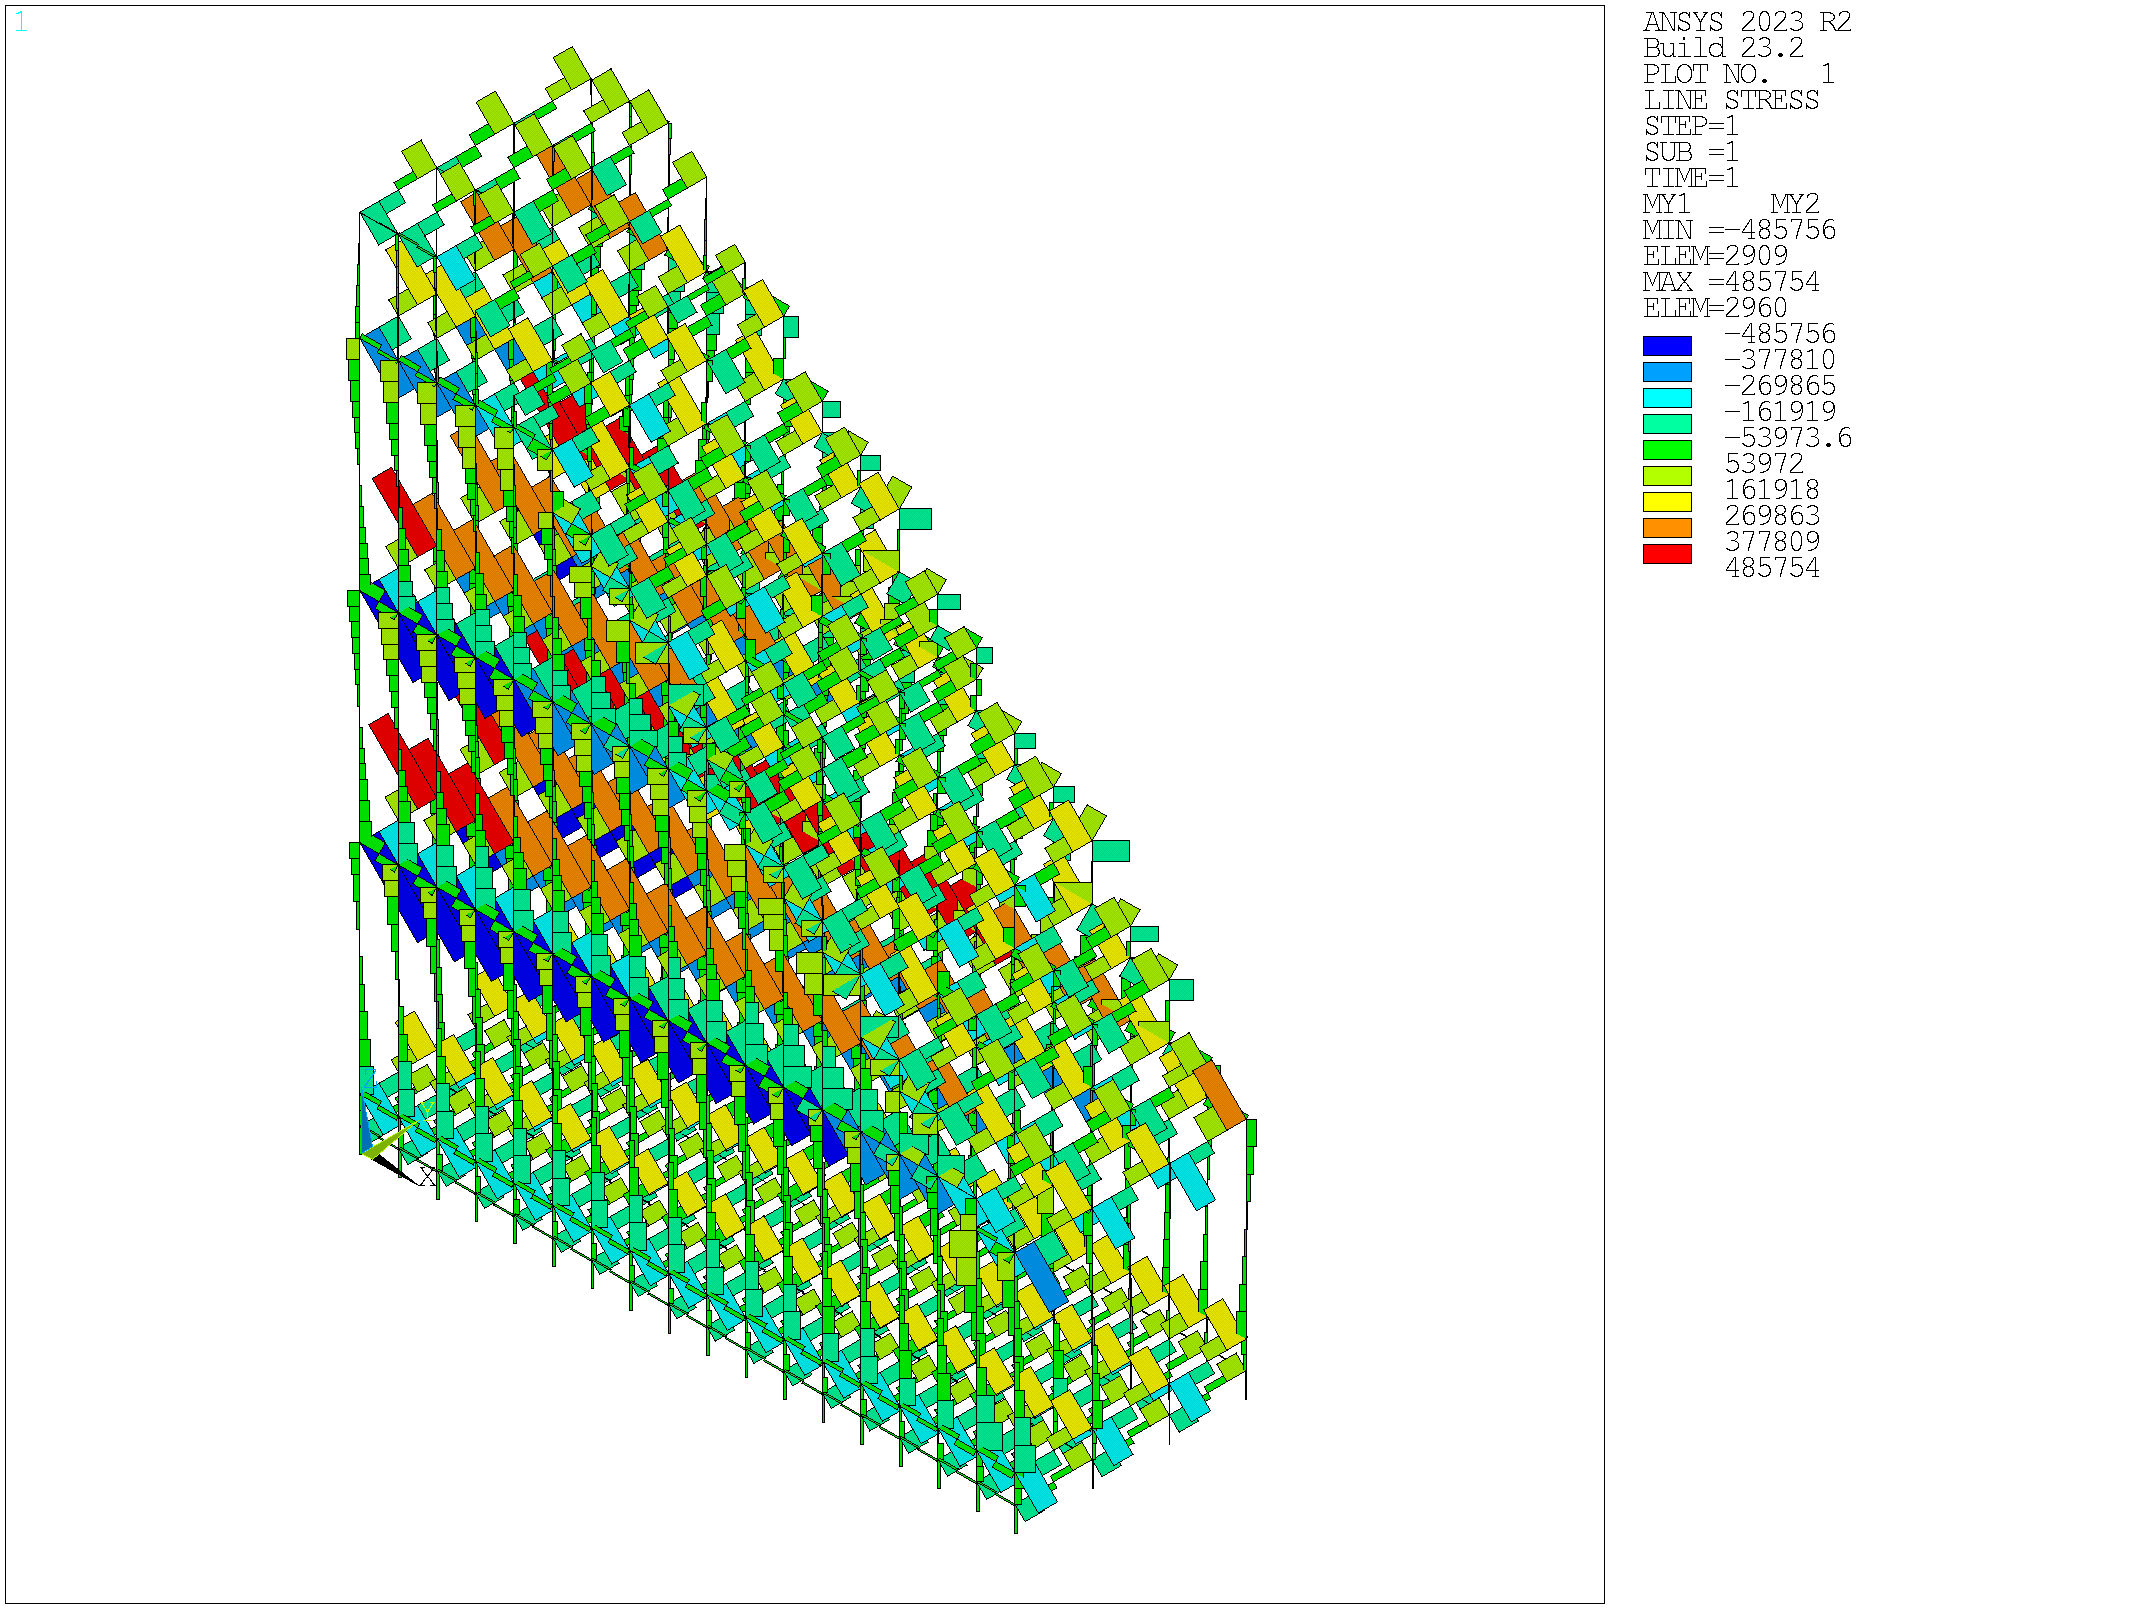 1
ANSYS 2023 R2
Build 23.2
PLOT NO.   1
LINE STRESS
STEP=1
SUB =1
TIME=1
MY1     MY2
MIN =-485756
ELEM=2909
MAX =485754
ELEM=2960
-485756
-377810
-269865
-161919
-53973.6
53972
161918
269863
377809
485754
Y
X